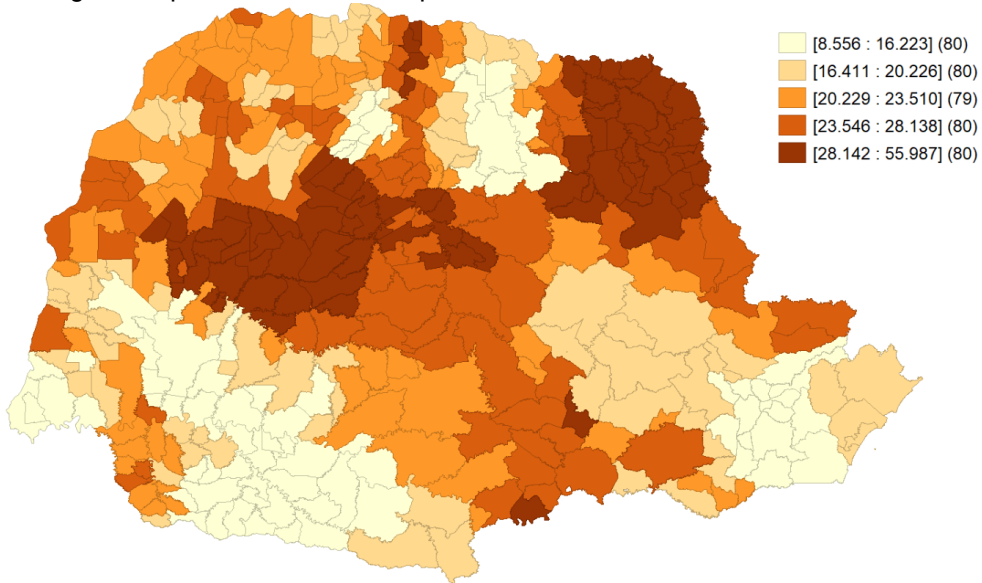 [8.556 : 16.223] (80)
[16.411 : 20.226] (80)
[20.229 : 23.510] (79)
[23.546 : 28.138] (80)
[28.142 : 55.987] (80)